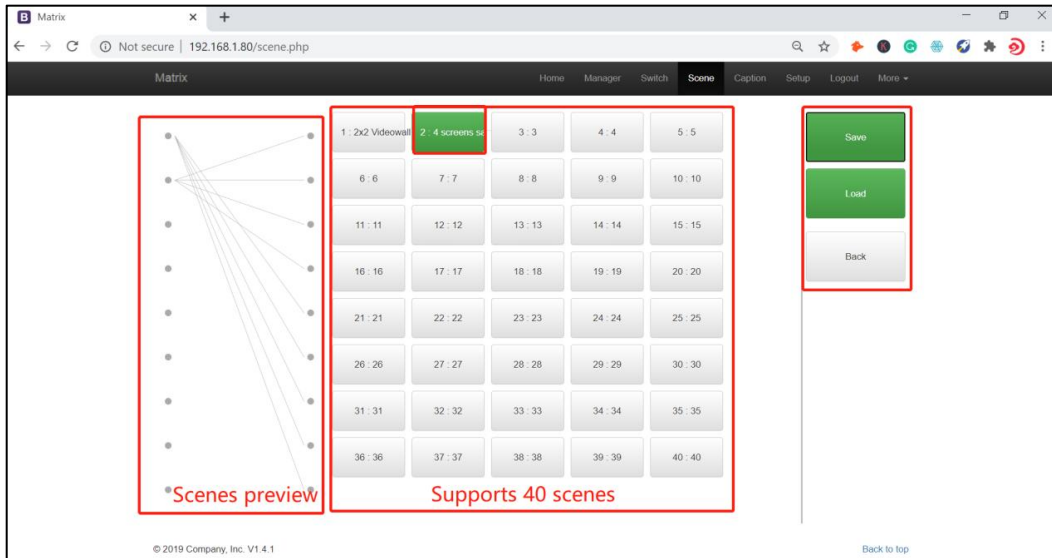 Matrix
Not secure | 192.168.1.80/scene.php
Matrix Home Manager Switch Scene Caption Setup Logout More
1 : 2x2 Videowall 2 : 4 screens sa 3 : 3 4 : 4 5 : 5
6 : 6 7 : 7 8 : 8 9 : 9 10 : 10
11 : 11 12 : 12 13 : 13 14 : 14 15 : 15
16 : 16 17 : 17 18 : 18 19 : 19 20 : 20
21 : 21 22 : 22 23 : 23 24 : 24 25 : 25
26 : 26 27 : 27 28 : 28 29 : 29 30 : 30
31 : 31 32 : 32 33 : 33 34 : 34 35 : 35
36 : 36 37 : 37 38 : 38 39 : 39 40 : 40
Save
Load
Back
Scenes preview
Supports 40 scenes
© 2019 Company, Inc. V1.4.1
Back to top